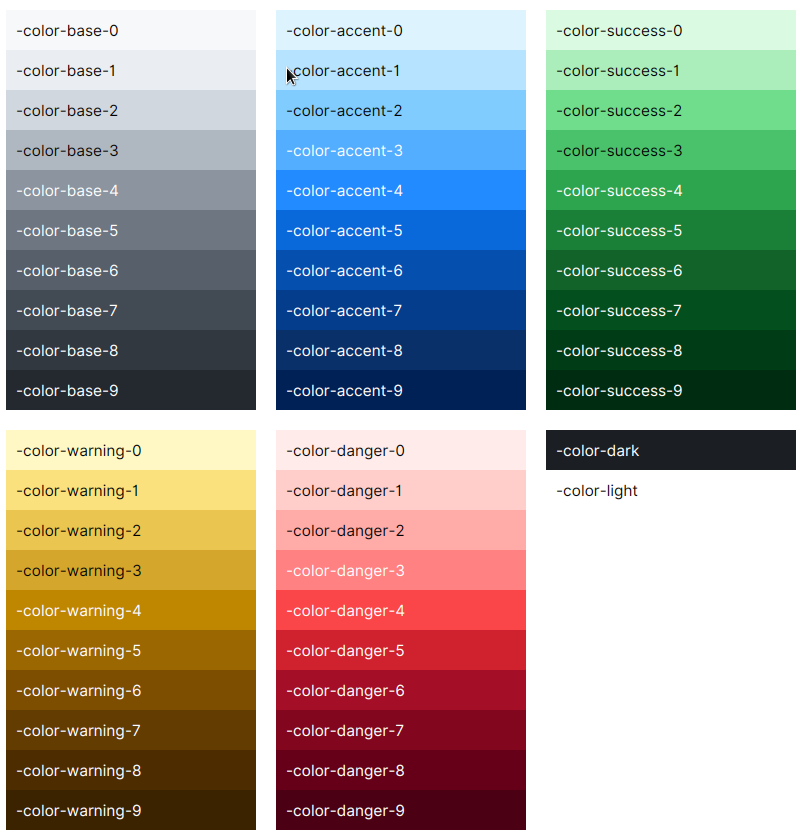 -color-base-0
-color-base-1
-color-base-2
-color-base-3
-color-base-4
-color-base-5
-color-base-6
-color-base-7
-color-base-8
-color-base-9
-color-accent-0
-color-accent-1
-color-accent-2
-color-accent-3
-color-accent-4
-color-accent-5
-color-accent-6
-color-accent-7
-color-accent-8
-color-accent-9
-color-success-0
-color-success-1
-color-success-2
-color-success-3
-color-success-4
-color-success-5
-color-success-6
-color-success-7
-color-success-8
-color-success-9
-color-warning-0
-color-warning-1
-color-warning-2
-color-warning-3
-color-warning-4
-color-warning-5
-color-warning-6
-color-warning-7
-color-warning-8
-color-warning-9
-color-danger-0
-color-danger-1
-color-danger-2
-color-danger-3
-color-danger-4
-color-danger-5
-color-danger-6
-color-danger-7
-color-danger-8
-color-danger-9
-color-dark
-color-light